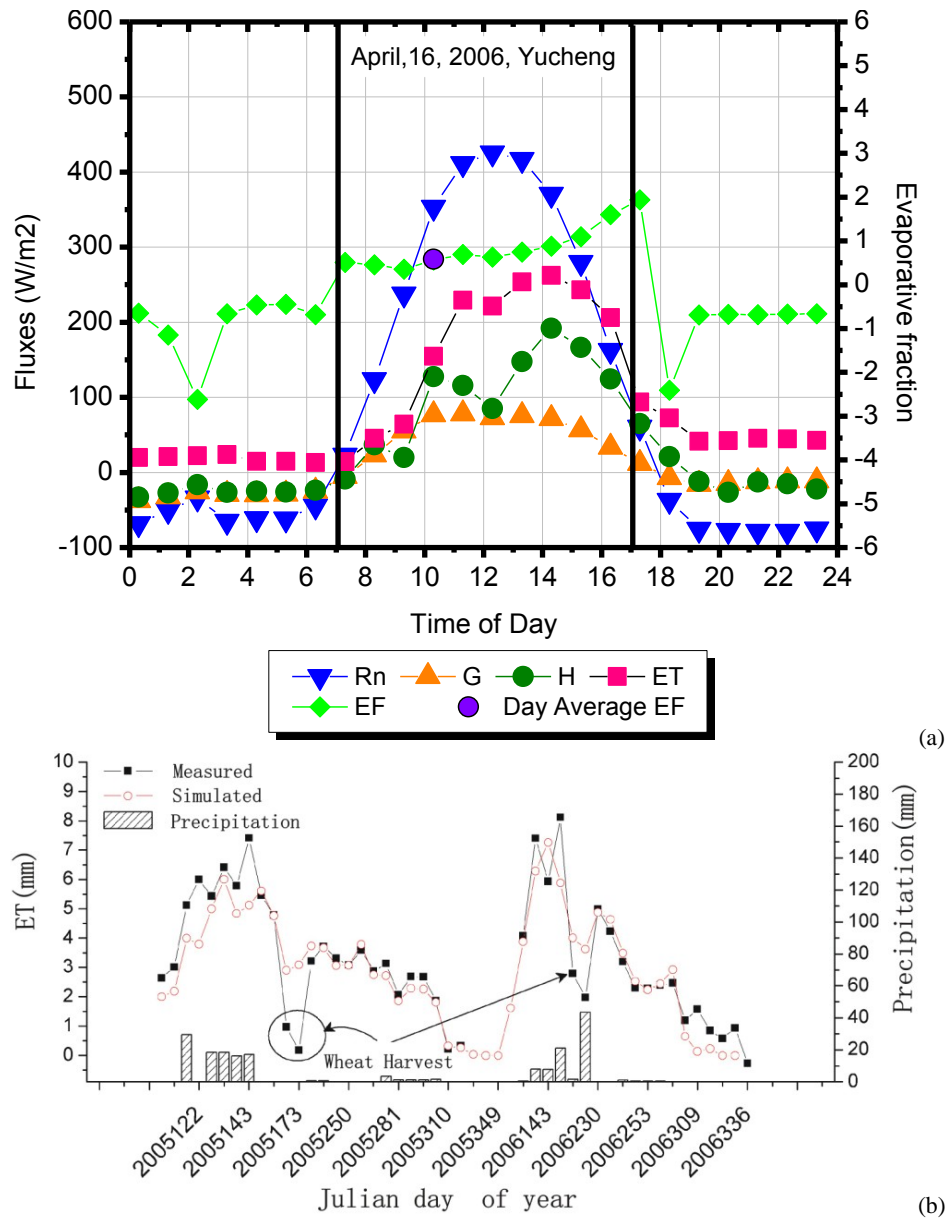 April,16, 2006, Yucheng
Fluxes (W/m2)
600
500
400
300
200
100
0
-100
Evaporative fraction
6
5
4
3
2
1
0
-1
-2
-3
-4
-5
-6
0 2 4 6 8 10 12 14 16 18 20 22 24
Time of Day
Rn G H ET
EF Day Average EF
(a)
Measured
Simulated
Precipitation
ET(mm)
10
9
8
7
6
5
4
3
2
1
0
Precipitation(mm)
200
180
160
140
120
100
80
60
40
20
0
Wheat Harvest
2005122 2005143 2005173 2005250 2005281 2005310 2005349 2006143 2006230 2006253 2006309 2006336
Julian day of year
(b)